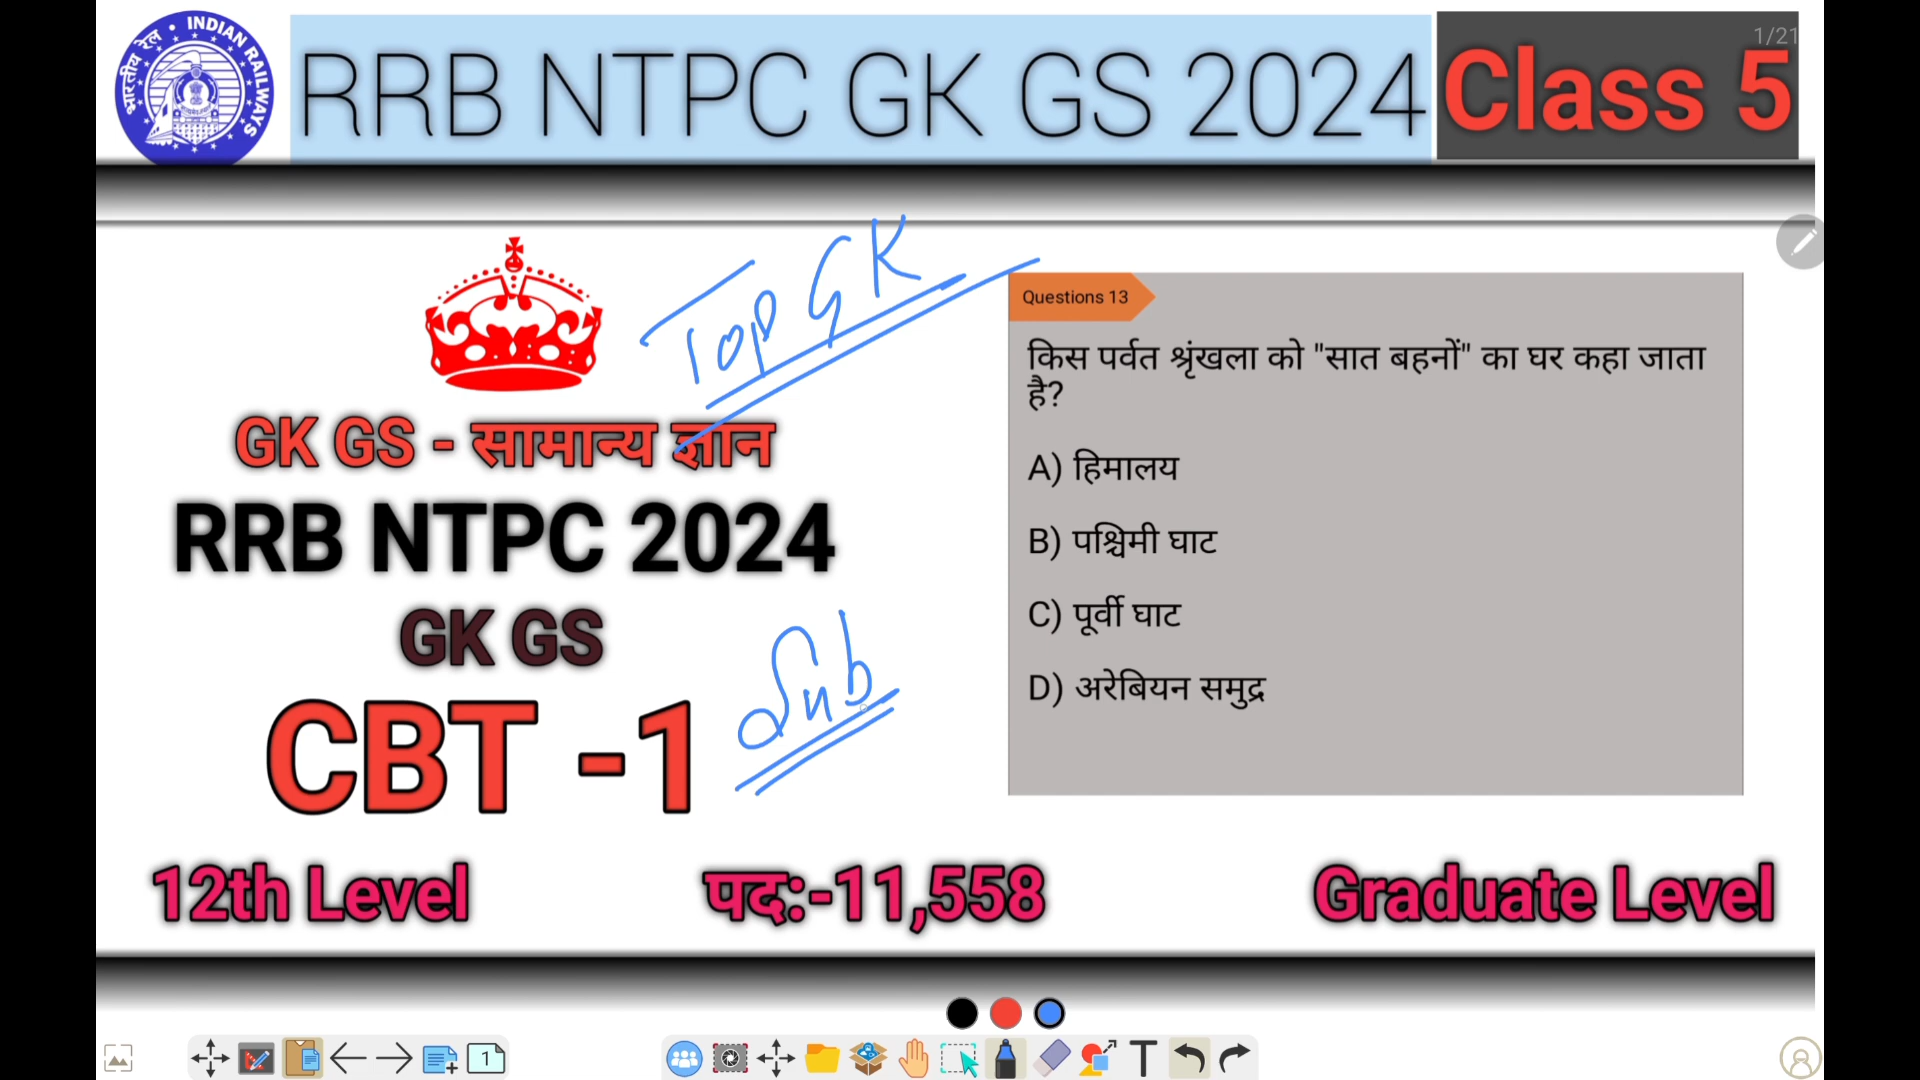 भारतीय रेल • INDIAN RAILWAYS
RRB NTPC GK GS 2024
Class 5
1/21
Top GK
GK GS - सामान्य ज्ञान
RRB NTPC 2024
GK GS
CBT -1
Sub
Questions 13
किस पर्वत श्रृंखला को "सात बहनों" का घर कहा जाता
है?
A) हिमालय
B) पश्चिमी घाट
C) पूर्वी घाट
D) अरेबियन समुद्र
12th Level
पद:-11,558
Graduate Level
1
T